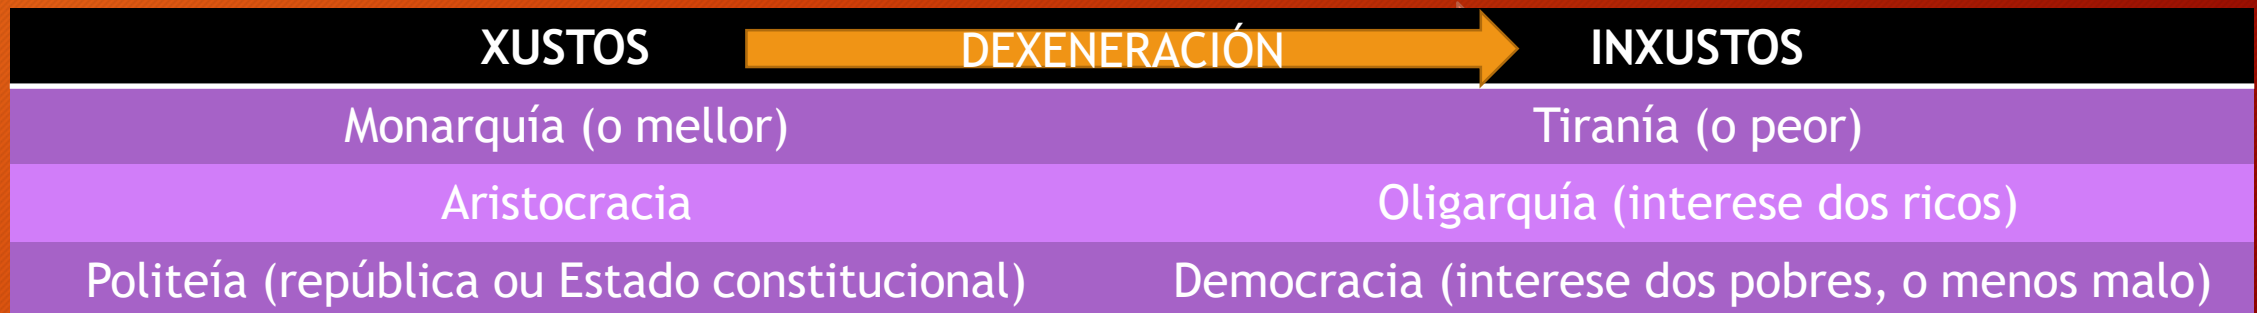 XUSTOS DEXENERACIÓN INXUSTOS
Monarquía (o mellor) Tiranía (o peor)
Aristocracia Oligarquía (interese dos ricos)
Politeía (república ou Estado constitucional) Democracia (interese dos pobres, o menos malo)